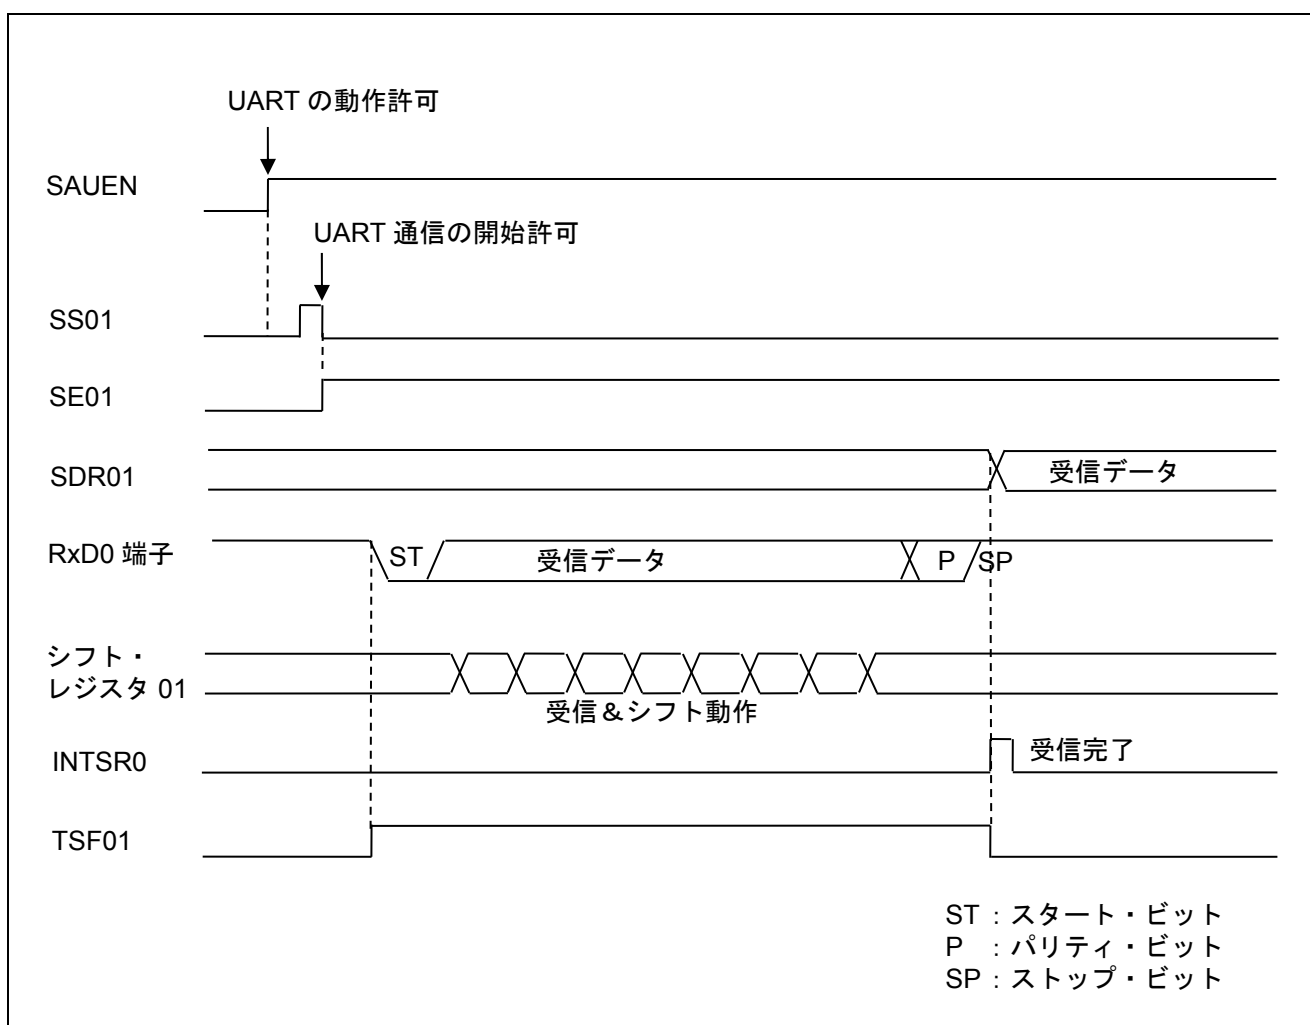 UART の動作許可
SAUEN
UART 通信の開始許可
SS01
SE01
SDR01
受信データ
RxD0 端子
ST
受信データ
P
SP
シフト・
レジスタ 01
受信＆シフト動作
INTSR0
受信完了
TSF01
ST：スタート・ビット
P ：パリティ・ビット
SP：ストップ・ビット